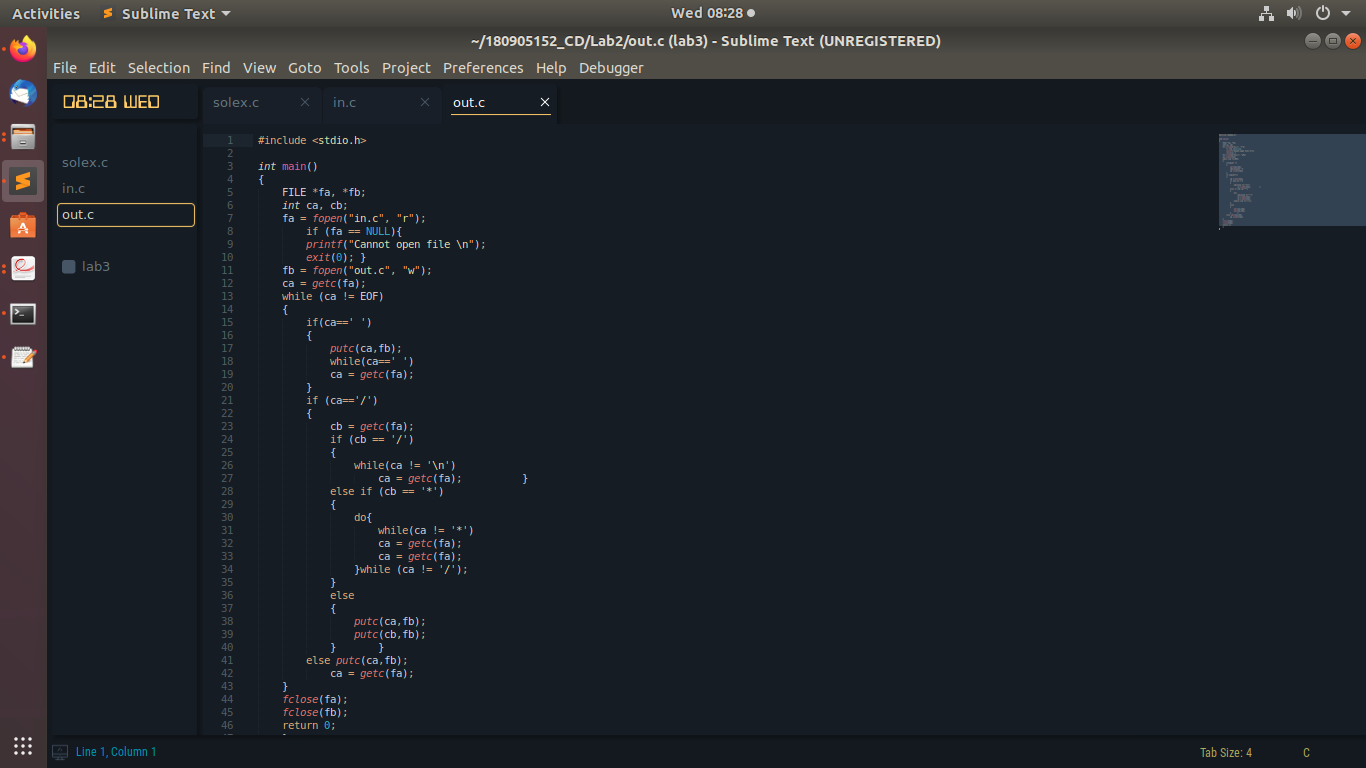 Activities Sublime Text Wed 08:28
~/180905152_CD/Lab2/out.c (lab3) - Sublime Text (UNREGISTERED)
File Edit Selection Find View Goto Tools Project Preferences Help Debugger
08:28 WED
solex.c in.c out.c
solex.c
in.c
out.c
lab3
1 #include <stdio.h>
2
3 int main()
4 {
5 FILE *fa, *fb;
6 int ca, cb;
7 fa = fopen("in.c", "r");
8 if (fa == NULL){
9 printf("Cannot open file \n");
10 exit(0); }
11 fb = fopen("out.c", "w");
12 ca = getc(fa);
13 while (ca != EOF)
14 {
15 if(ca==' ')
16 {
17 putc(ca,fb);
18 while(ca==' ')
19 ca = getc(fa);
20 }
21 if (ca=='/')
22 {
23 cb = getc(fa);
24 if (cb == '/')
25 {
26 while(ca != '\n')
27 ca = getc(fa); }
28 else if (cb == '*')
29 {
30 do{
31 while(ca != '*')
32 ca = getc(fa);
33 ca = getc(fa);
34 }while (ca != '/');
35 }
36 else
37 {
38 putc(ca,fb);
39 putc(cb,fb);
40 } }
41 else putc(ca,fb);
42 ca = getc(fa);
43 }
44 fclose(fa);
45 fclose(fb);
46 return 0;
Line 1, Column 1 Tab Size: 4 C